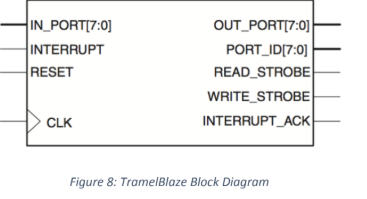 IN_PORT[7:0]
OUT_PORT[7:0]
INTERRUPT
PORT_ID[7:0]
RESET
READ_STROBE
WRITE_STROBE
CLK
INTERRUPT_ACK
Figure 8: TramelBlaze Block Diagram